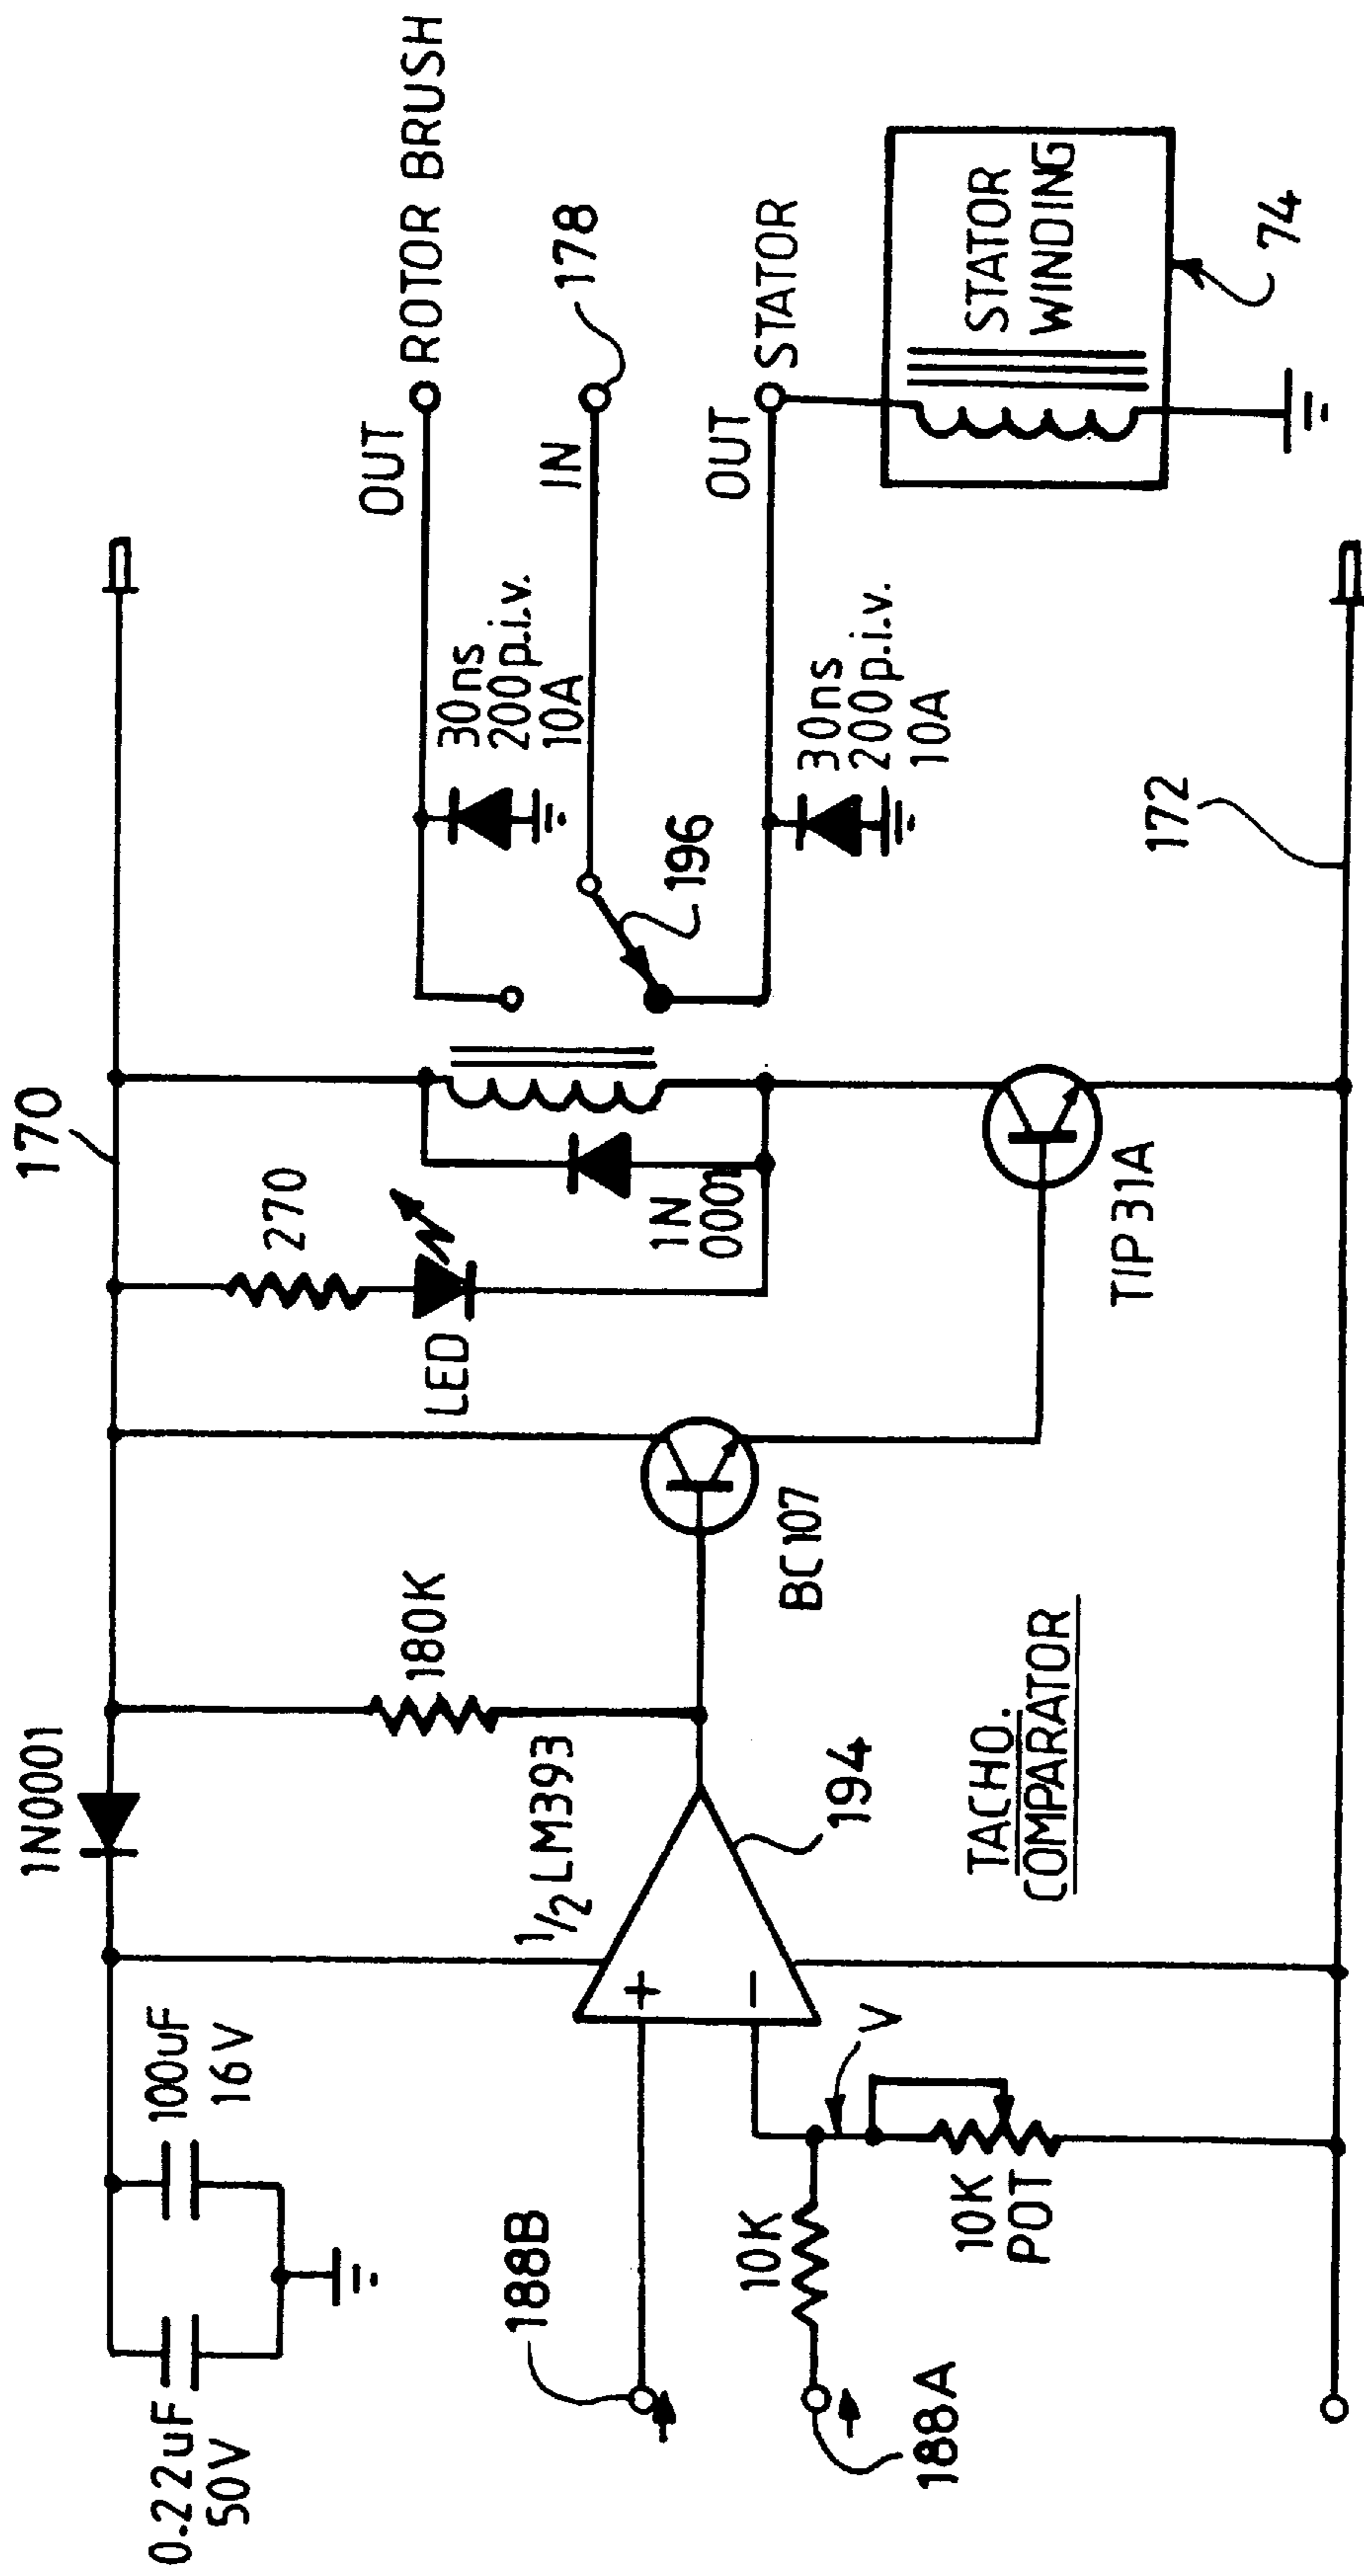 170
1N0001
0.22uF
50V
100uF
16V
180K
270
LED
1N
0001
OUT
ROTOR BRUSH
30ns
200p.i.v.
10A
IN
178
196
OUT
STATOR
30ns
200p.i.v.
10A
STATOR
WINDING
74
188B
188A
10K
10K
POT
V
+
−
1/2 LM393
194
BC107
TIP31A
TACHO.
COMPARATOR
172